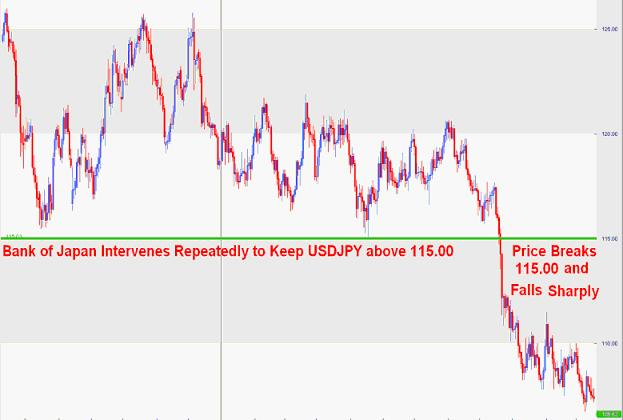 125.00
120.00
115.00
Bank of Japan Intervenes Repeatedly to Keep USDJPY above 115.00
Price Breaks
115.00 and
Falls Sharply
110.00